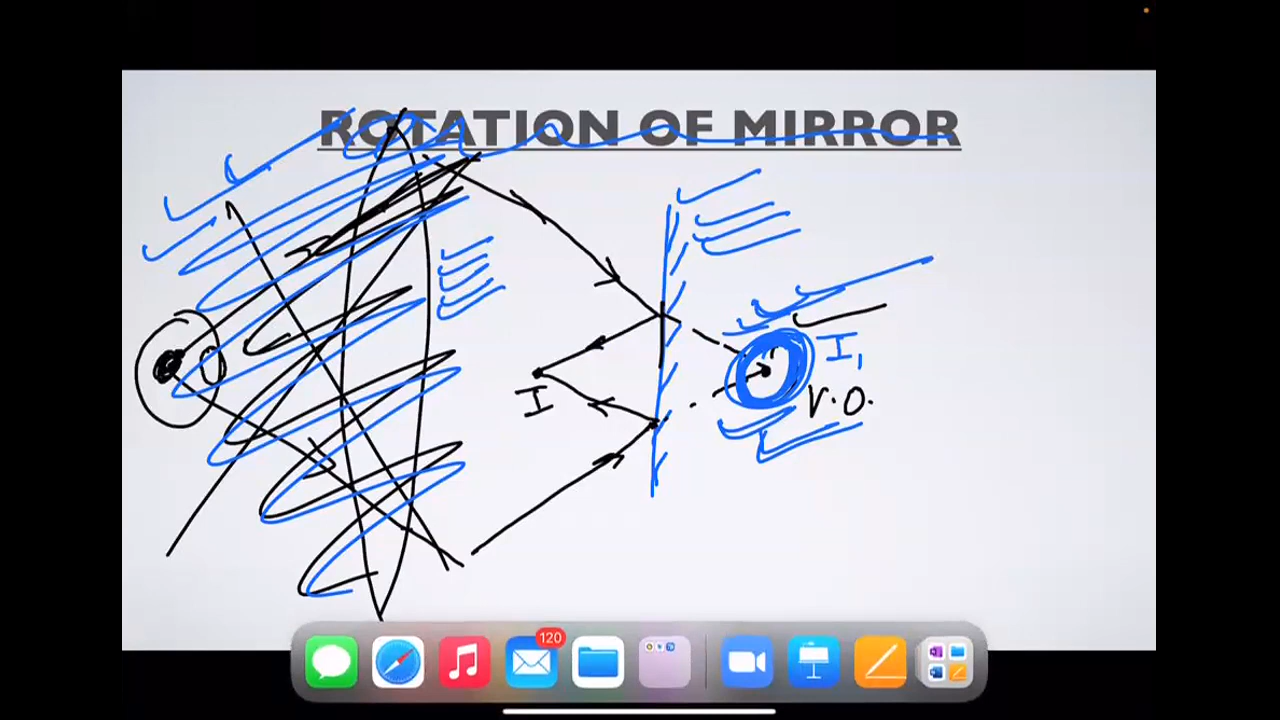 ROTATION OF MIRROR
O
I
I₁
V.O.
120